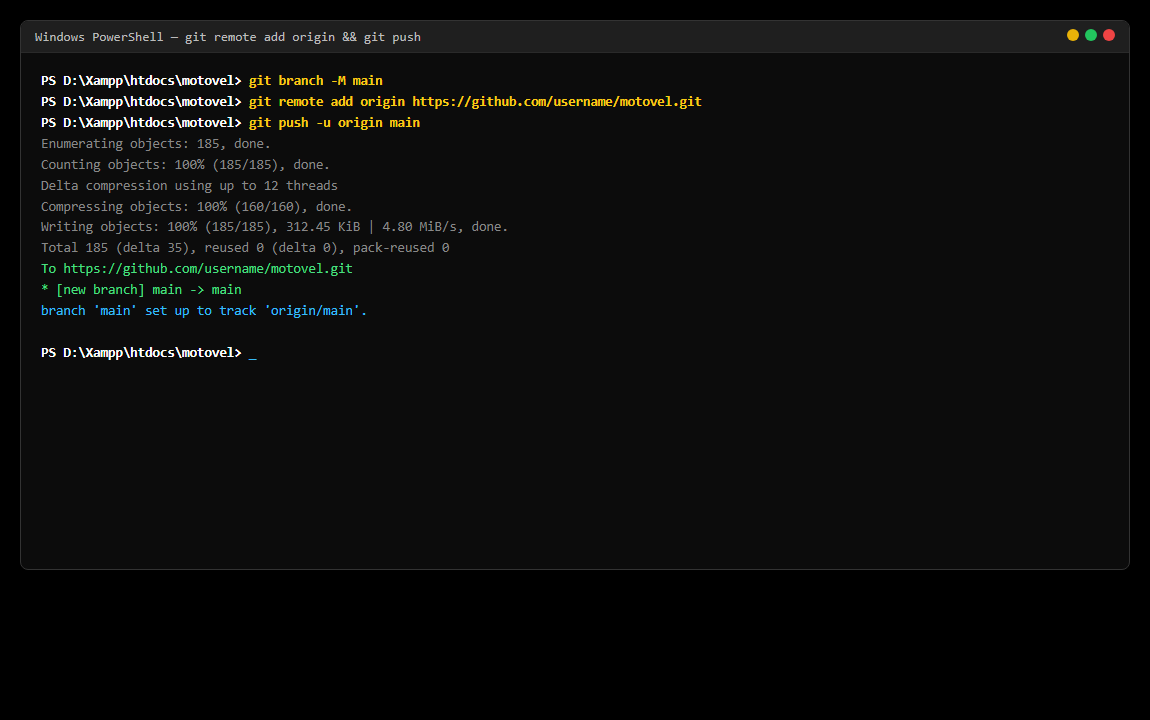 Windows PowerShell — git remote add origin && git push
PS D:\Xampp\htdocs\motovel> git branch -M main
PS D:\Xampp\htdocs\motovel> git remote add origin https://github.com/username/motovel.git
PS D:\Xampp\htdocs\motovel> git push -u origin main
Enumerating objects: 185, done.
Counting objects: 100% (185/185), done.
Delta compression using up to 12 threads
Compressing objects: 100% (160/160), done.
Writing objects: 100% (185/185), 312.45 KiB | 4.80 MiB/s, done.
Total 185 (delta 35), reused 0 (delta 0), pack-reused 0
To https://github.com/username/motovel.git
* [new branch] main -> main
branch 'main' set up to track 'origin/main'.
PS D:\Xampp\htdocs\motovel> _